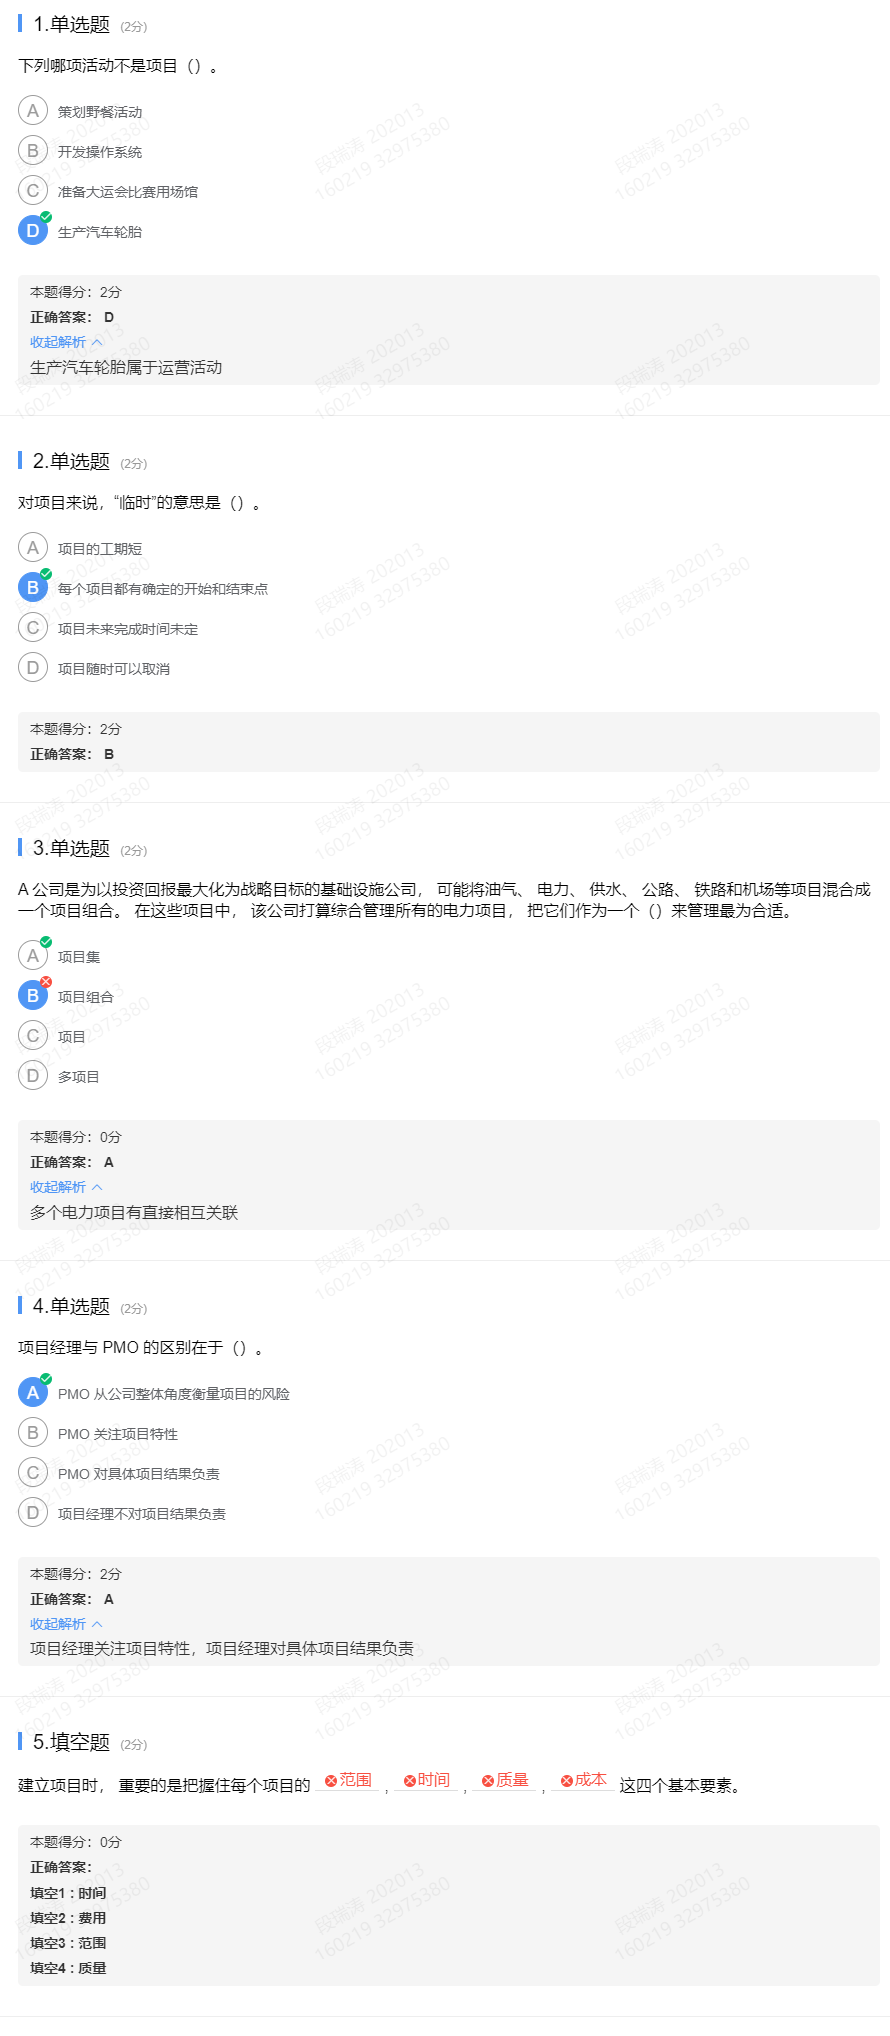 1.单选题 (2分)
下列哪项活动不是项目（）。
A 策划野餐活动
B 开发操作系统
C 准备大运会比赛用场馆
D 生产汽车轮胎
本题得分：2分
正确答案： D
收起解析
生产汽车轮胎属于运营活动
2.单选题 (2分)
对项目来说，“临时”的意思是（）。
A 项目的工期短
B 每个项目都有确定的开始和结束点
C 项目未来完成时间未定
D 项目随时可以取消
本题得分：2分
正确答案： B
3.单选题 (2分)
A 公司是为以投资回报最大化为战略目标的基础设施公司， 可能将油气、 电力、 供水、 公路、 铁路和机场等项目混合成
一个项目组合。 在这些项目中， 该公司打算综合管理所有的电力项目， 把它们作为一个（）来管理最为合适。
A 项目集
B 项目组合
C 项目
D 多项目
本题得分：0分
正确答案： A
收起解析
多个电力项目有直接相互关联
4.单选题 (2分)
项目经理与 PMO 的区别在于（）。
A PMO 从公司整体角度衡量项目的风险
B PMO 关注项目特性
C PMO 对具体项目结果负责
D 项目经理不对项目结果负责
本题得分：2分
正确答案： A
收起解析
项目经理关注项目特性，项目经理对具体项目结果负责
5.填空题 (2分)
建立项目时， 重要的是把握住每个项目的 范围 , 时间 , 质量 , 成本 这四个基本要素。
本题得分：0分
正确答案：
填空1：时间
填空2：费用
填空3：范围
填空4：质量
段瑞涛 202013
160219 32975380